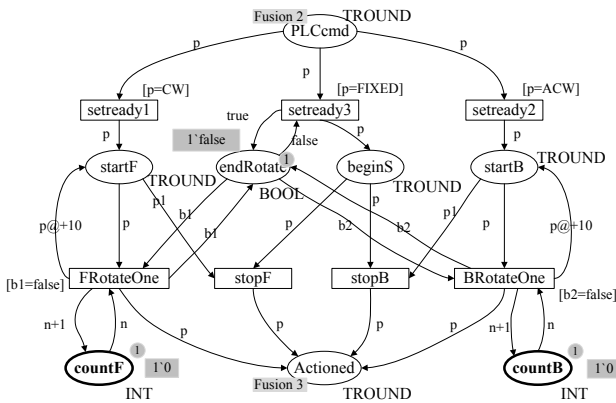 Fusion 2
TROUND
PLCcmd
p
p
p
[p=CW]
[p=FIXED]
[p=ACW]
setready1
setready3
setready2
true
false
1`false
p
p
p
1
startF
endRotate
beginS
startB
TROUND
TROUND
BOOL
TROUND
TROUND
p1
p1
p@+10
p
b1
b1
p
b2
p
b2
p
p@+10
FRotateOne
stopF
stopB
BRotateOne
[b1=false]
[b2=false]
n+1
n
p
p
p
p
n+1
n
1
1
countF
1`0
Actioned
countB
1`0
Fusion 3
INT
TROUND
INT